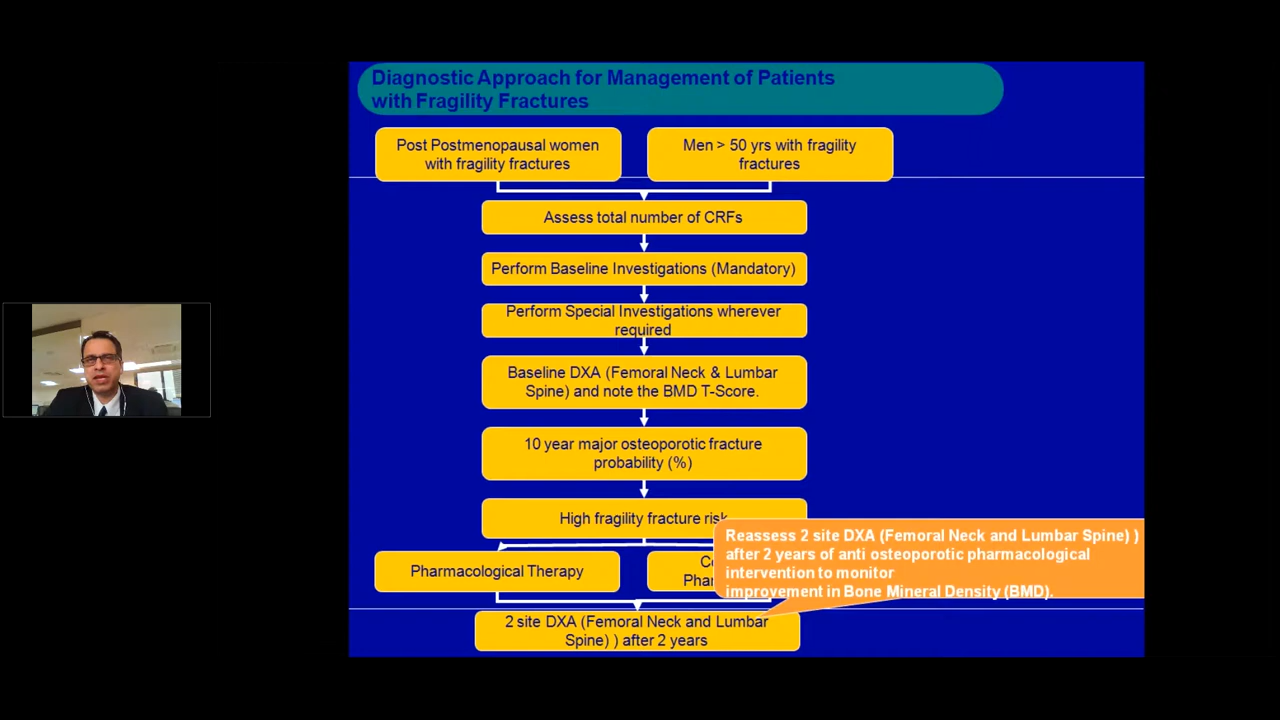 Diagnostic Approach for Management of Patients
with Fragility Fractures
Post Postmenopausal women
with fragility fractures
Men > 50 yrs with fragility
fractures
Assess total number of CRFs
Perform Baseline Investigations (Mandatory)
Perform Special Investigations wherever
required
Baseline DXA (Femoral Neck & Lumbar
Spine) and note the BMD T-Score.
10 year major osteoporotic fracture
probability (%)
High fragility fracture risk
Reassess 2 site DXA (Femoral Neck and Lumbar Spine) )
after 2 years of anti osteoporotic pharmacological
intervention to monitor
improvement in Bone Mineral Density (BMD).
Pharmacological Therapy
2 site DXA (Femoral Neck and Lumbar
Spine) ) after 2 years